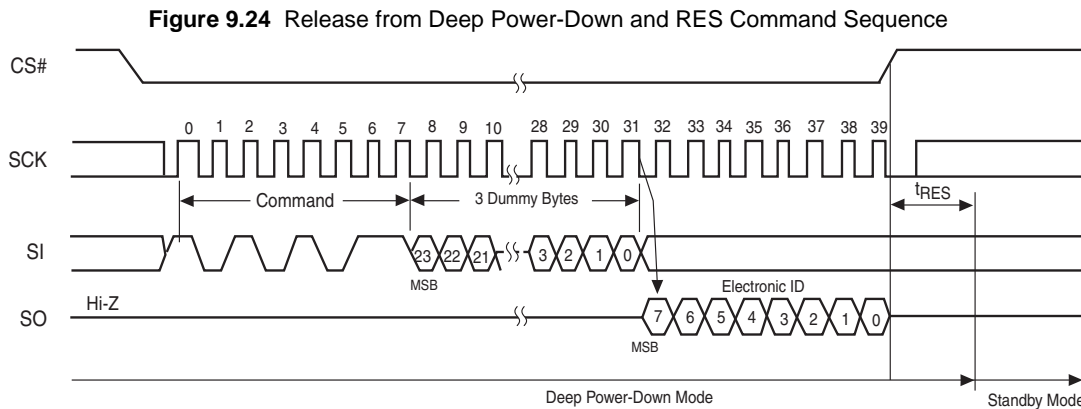 Figure 9.24 Release from Deep Power-Down and RES Command Sequence
CS#
0 1 2 3 4 5 6 7 8 9 10 28 29 30 31 32 33 34 35 36 37 38 39
SCK
tRES
Command
3 Dummy Bytes
SI
23 22 21 3 2 1 0
MSB
Electronic ID
Hi-Z
SO
7 6 5 4 3 2 1 0
MSB
Deep Power-Down Mode
Standby Mode